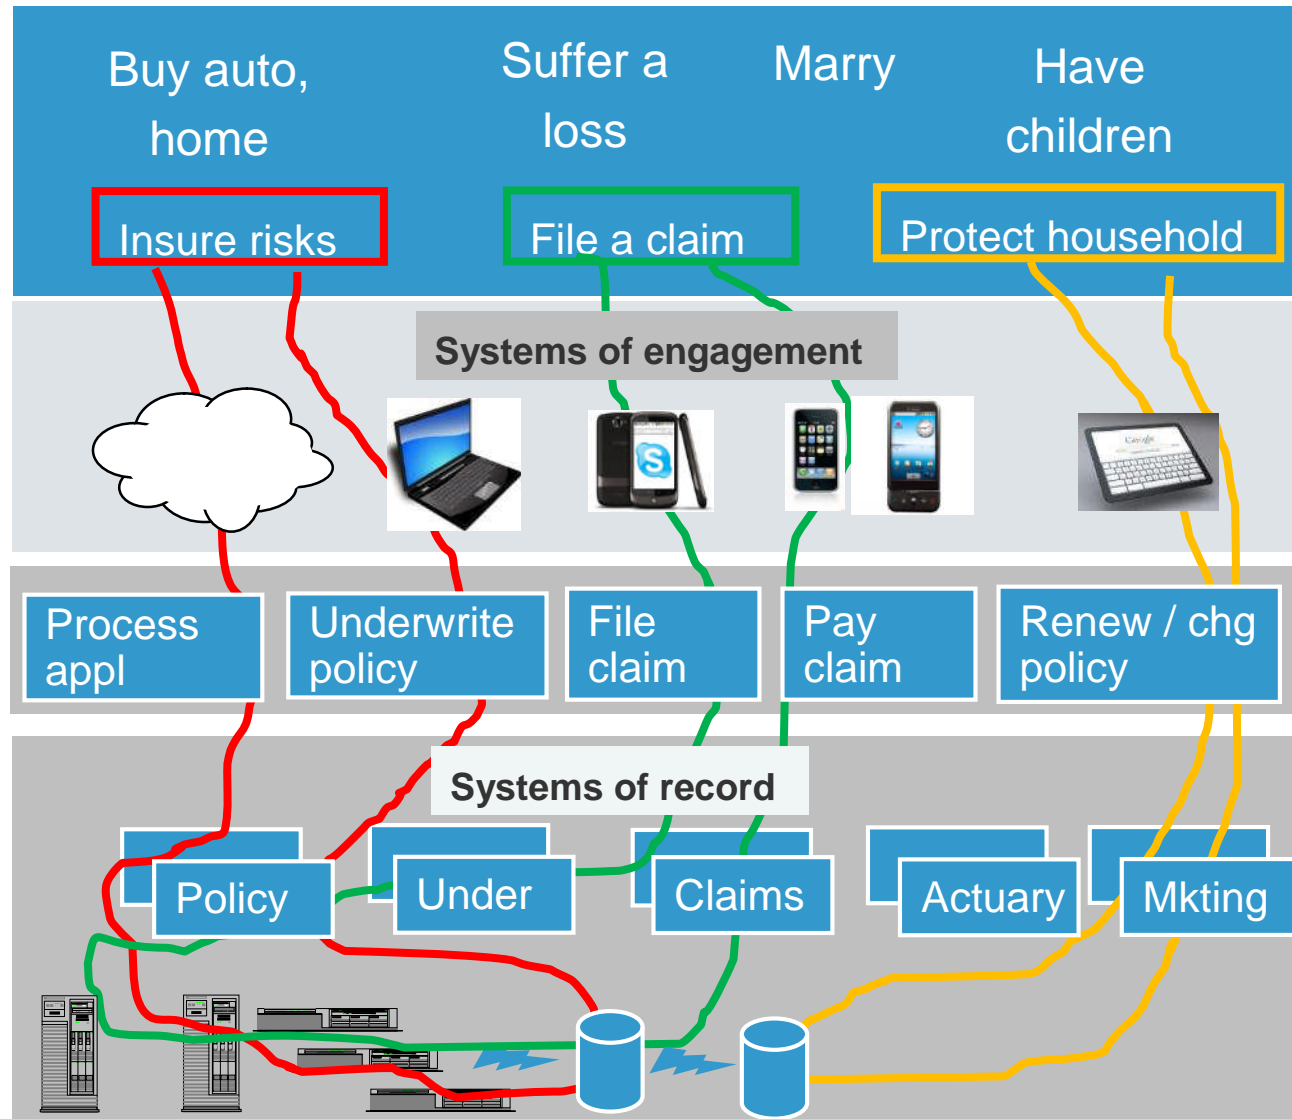 Buy auto,
home
Suffer a
loss
Marry
Have
children
Insure risks
File a claim
Protect household
Systems of engagement
S
Google
Process
appl
Underwrite
policy
File
claim
Pay
claim
Renew / chg
policy
Systems of record
Policy
Under
Claims
Actuary
Mkting